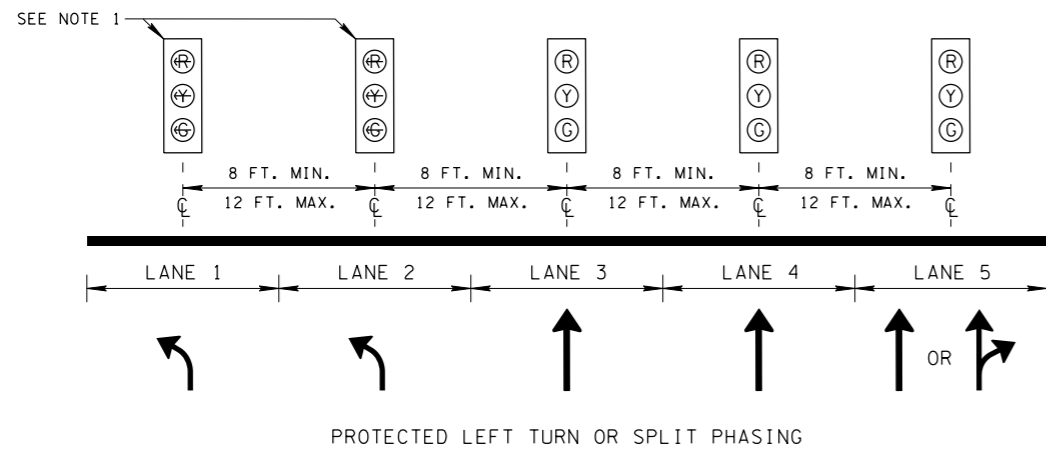 SEE NOTE 1
R R R R R
Y Y Y Y Y
G G G G G
8 FT. MIN. 8 FT. MIN. 8 FT. MIN. 8 FT. MIN.
12 FT. MAX. 12 FT. MAX. 12 FT. MAX. 12 FT. MAX.
℄ ℄ ℄ ℄ ℄
LANE 1 LANE 2 LANE 3 LANE 4 LANE 5
OR
PROTECTED LEFT TURN OR SPLIT PHASING